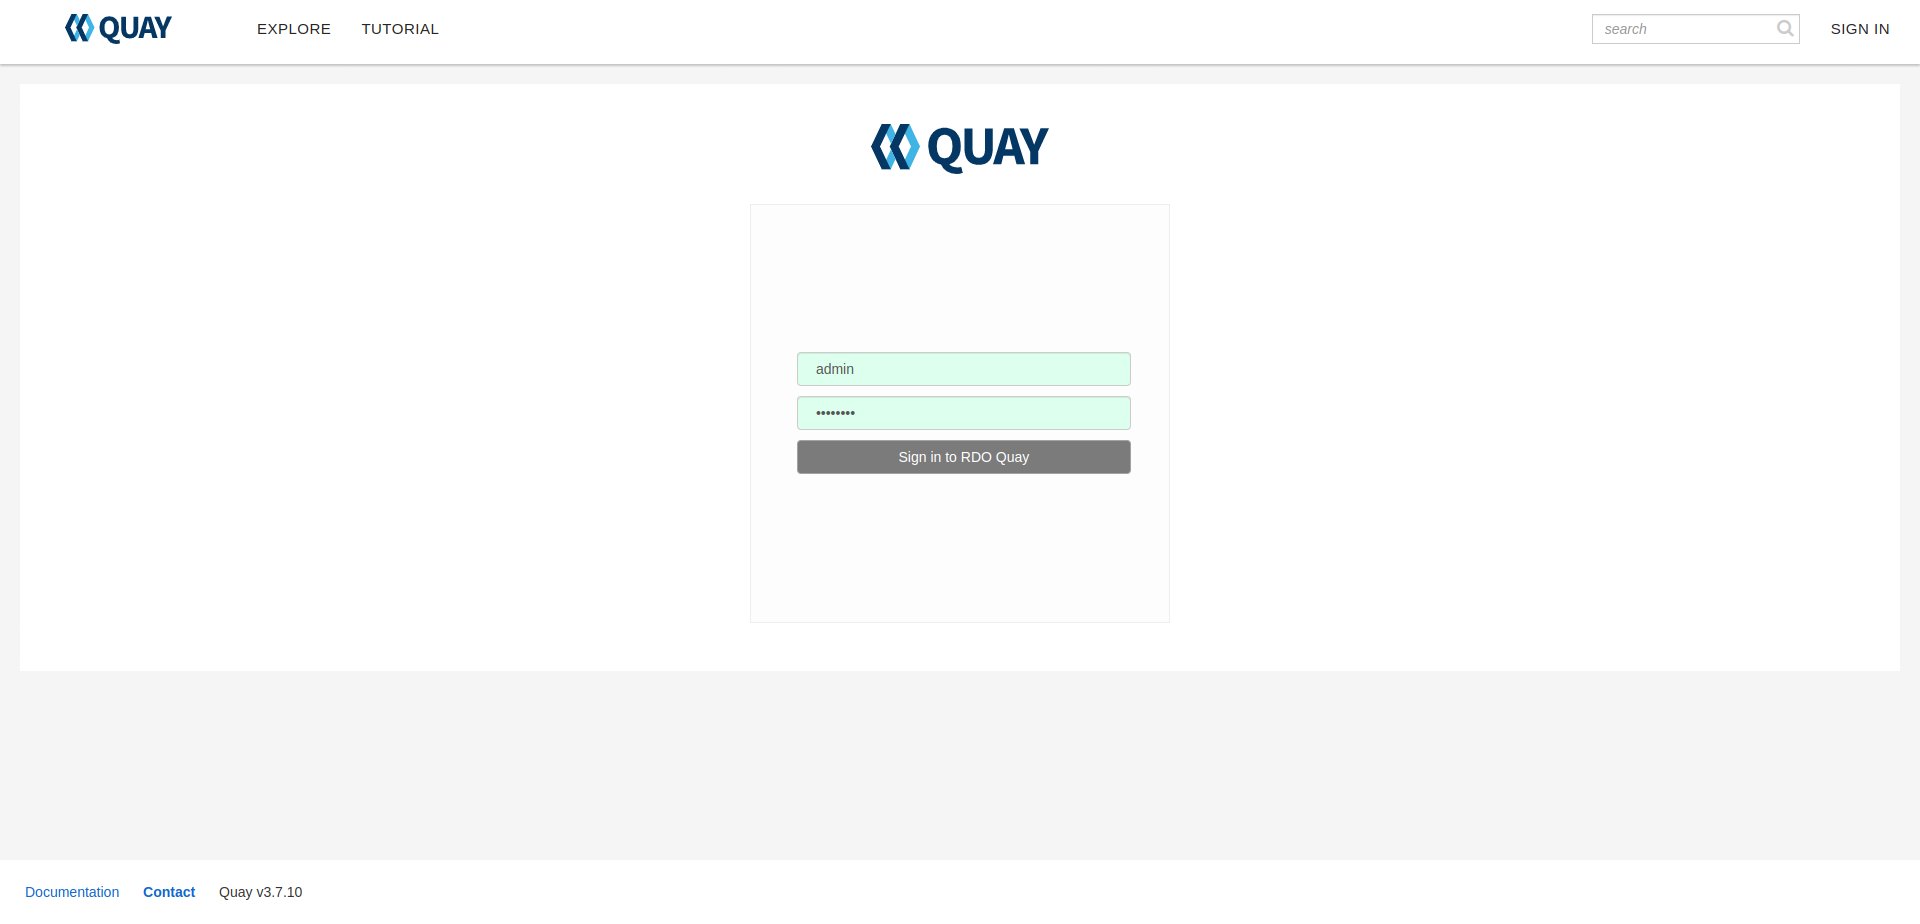 QUAY
EXPLORE
TUTORIAL
search
SIGN IN
QUAY
admin
••••••••
Sign in to RDO Quay
Documentation
Contact
Quay v3.7.10